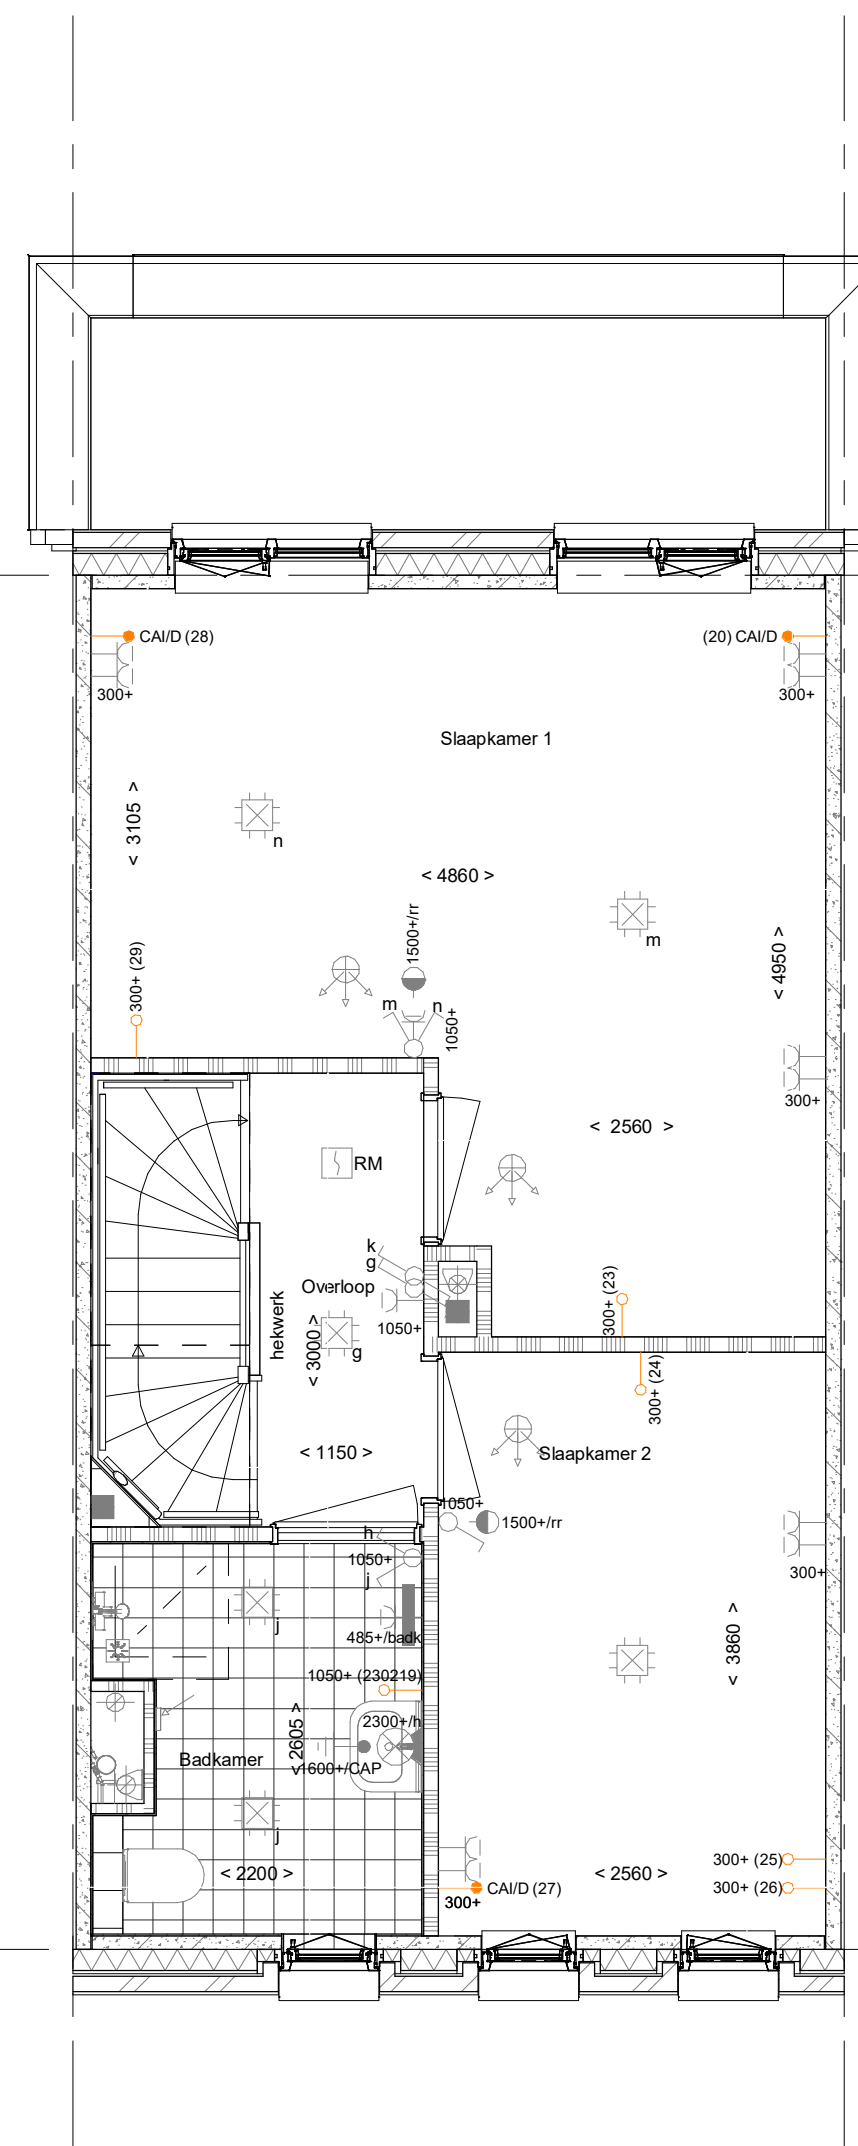 CAI/D (28)
(20) CAI/D
300+
300+
Slaapkamer 1
< 3105 >
n
< 4860 >
1500+/rr
m
< 4950 >
300+ (29)
m
n
1050+
300+
< 2560 >
RM
k
g
Overloop
300+ (23)
1050+
hekwerk
< 3000 >
g
300+ (24)
< 1150 >
Slaapkamer 2
1050+
1500+/rr
h
1050+
j
300+
j
485+/badk
< 3860 >
1050+ (230219)
2300+/h
< 2605 >
Badkamer
1600+/CAP
j
< 2200 >
< 2560 >
300+ (25)
CAI/D (27)
300+ (26)
300+